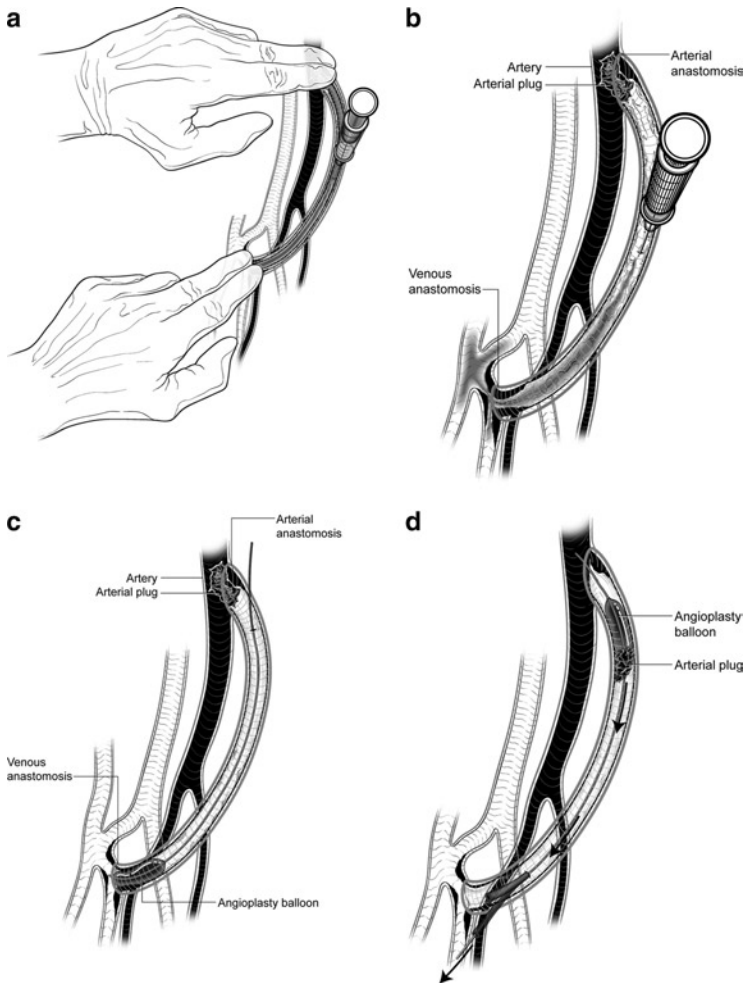 a
b
Artery
Arterial plug
Arterial
anastomosis
Venous
anastomosis
c
Arterial
anastomosis
Artery
Arterial plug
Venous
anastomosis
Angioplasty balloon
d
Angioplasty
balloon
Arterial plug